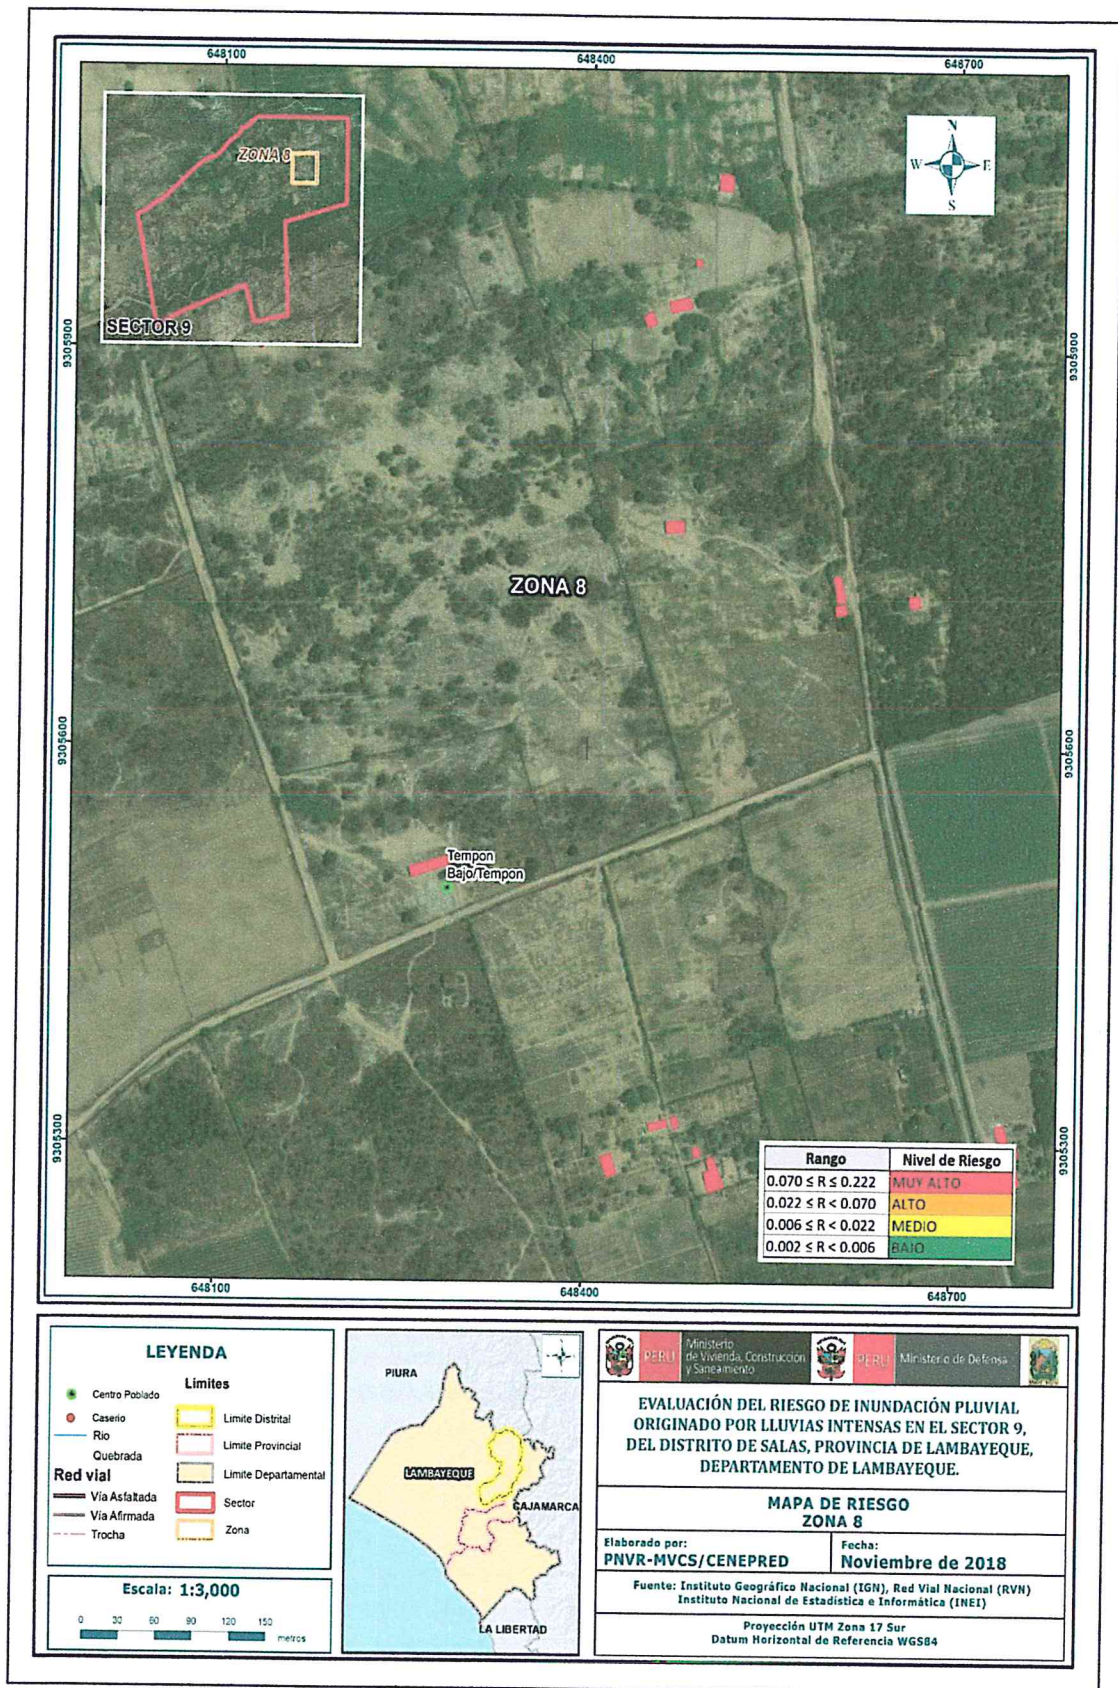 648100
648400
648700
ZONA 8
N
W
E
S
SECTOR 9
9305900
9305900
ZONA 8
9305600
9305600
Tempon
Bajo/Tempon
9305300
9305300
Rango Nivel de Riesgo
0.070 ≤ R ≤ 0.222 MUY ALTO
0.022 ≤ R < 0.070 ALTO
0.006 ≤ R < 0.022 MEDIO
0.002 ≤ R < 0.006 BAJO
648100
648400
648700
LEYENDA
Centro Poblado
Caserio
Rio
Quebrada
Red vial
Vía Asfaltada
Vía Afirmada
Trocha
Limites
Limite Distrital
Limite Provincial
Limite Departamental
Sector
Zona
Escala: 1:3,000
0 30 60 90 120 150
metros
PIURA
LAMBAYEQUE
CAJAMARCA
LA LIBERTAD
PERÚ
Ministerio
de Vivienda, Construcción
y Saneamiento
PERÚ
Ministerio de Defensa
EVALUACIÓN DEL RIESGO DE INUNDACIÓN PLUVIAL
ORIGINADO POR LLUVIAS INTENSAS EN EL SECTOR 9,
DEL DISTRITO DE SALAS, PROVINCIA DE LAMBAYEQUE,
DEPARTAMENTO DE LAMBAYEQUE.
MAPA DE RIESGO
ZONA 8
Elaborado por:
PNVR-MVCS/CENEPRED
Fecha:
Noviembre de 2018
Fuente: Instituto Geográfico Nacional (IGN), Red Vial Nacional (RVN)
Instituto Nacional de Estadística e Informática (INEI)
Proyección UTM Zona 17 Sur
Datum Horizontal de Referencia WGS84